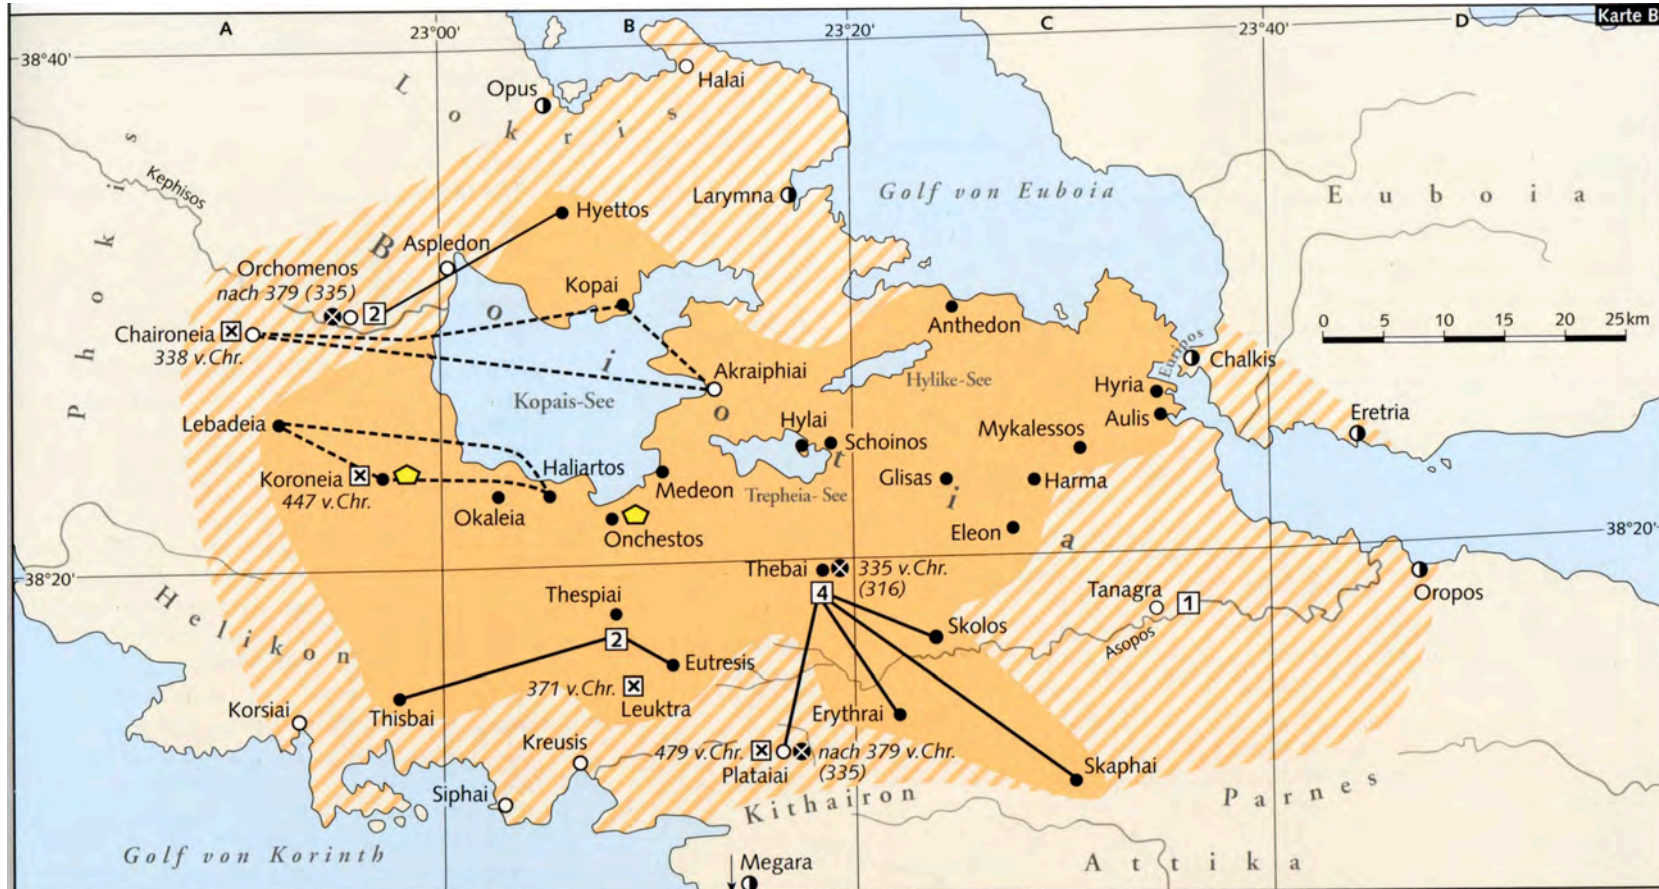 A
B
C
D
Karte B
23°00'
23°20'
23°40'
38°40'
Lokris
Opus
Halai
Phokis
Kephisos
Larymna
Golf von Euboia
Euboia
Hyettos
Boiotia
Aspledon
Orchomenos
nach 379 (335)
2
Kopai
Anthedon
0 5 10 15 20 25km
Chaironeia
338 v.Chr.
Euripos
Chalkis
Akraiphiai
Hylike-See
Kopais-See
Hyria
Aulis
Eretria
Lebadeia
Hylai
Schoinos
Mykalessos
Koroneia
447 v.Chr.
Haliartos
Medeon
Trepheia-See
Glisas
Harma
Okaleia
Onchestos
Eleon
38°20'
38°20'
Thebai
335 v.Chr.
(316)
4
Helikon
Thespiai
2
Tanagra
1
Oropos
Asopos
Skolos
Eutresis
371 v.Chr.
Leuktra
Thisbai
Korsiai
Erythrai
Kreusis
479 v.Chr.
Plataiai
nach 379 v.Chr.
(335)
Skaphai
Siphai
Kithairon
Parnes
Golf von Korinth
Megara
Attika